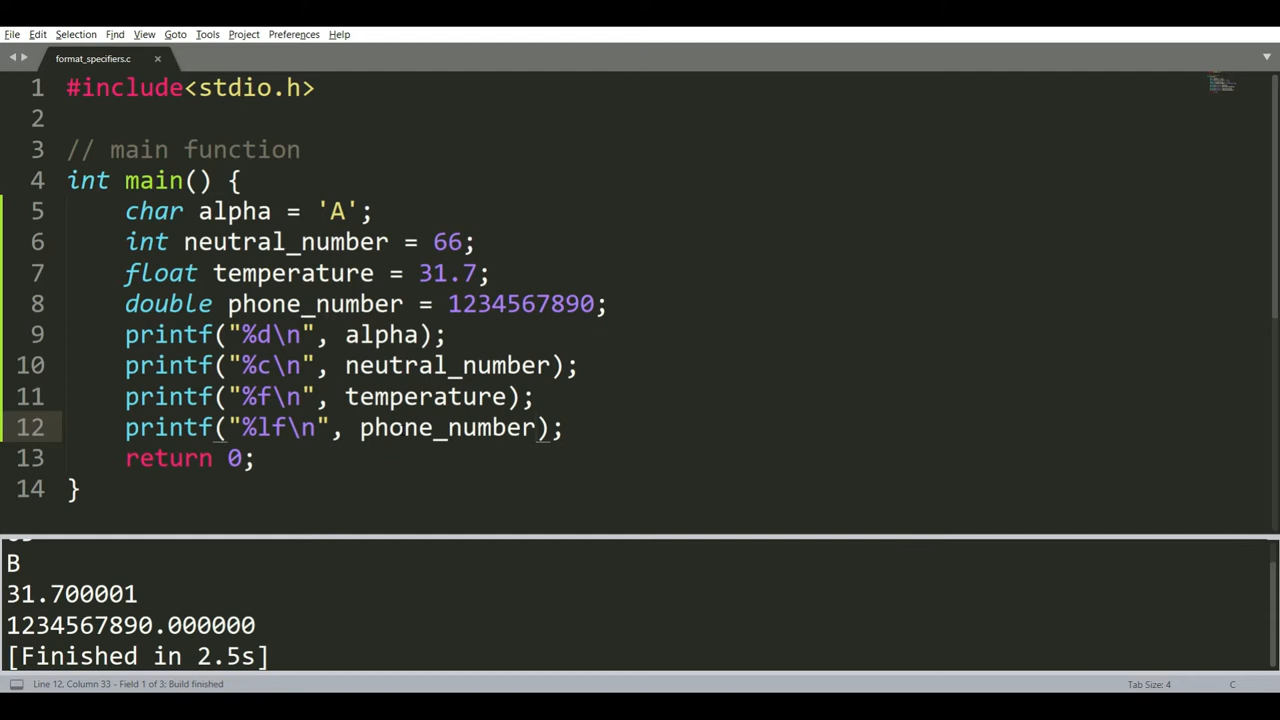 File Edit Selection Find View Goto Tools Project Preferences Help
format_specifiers.c ×
1 #include<stdio.h>
2
3 // main function
4 int main() {
5 char alpha = 'A';
6 int neutral_number = 66;
7 float temperature = 31.7;
8 double phone_number = 1234567890;
9 printf("%d\n", alpha);
10 printf("%c\n", neutral_number);
11 printf("%f\n", temperature);
12 printf("%lf\n", phone_number);
13 return 0;
14 }
B
31.700001
1234567890.000000
[Finished in 2.5s]
Line 12, Column 33 - Field 1 of 3; Build finished Tab Size: 4 C